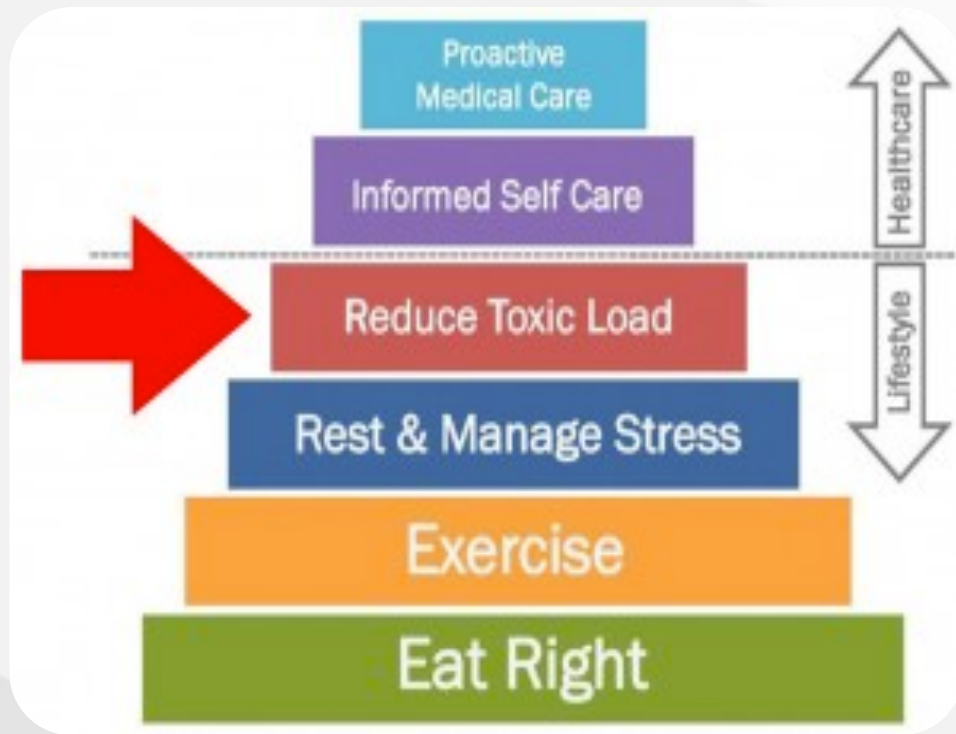 Proactive
Medical Care
Healthcare
Informed Self Care
Reduce Toxic Load
Lifestyle
Rest & Manage Stress
Exercise
Eat Right